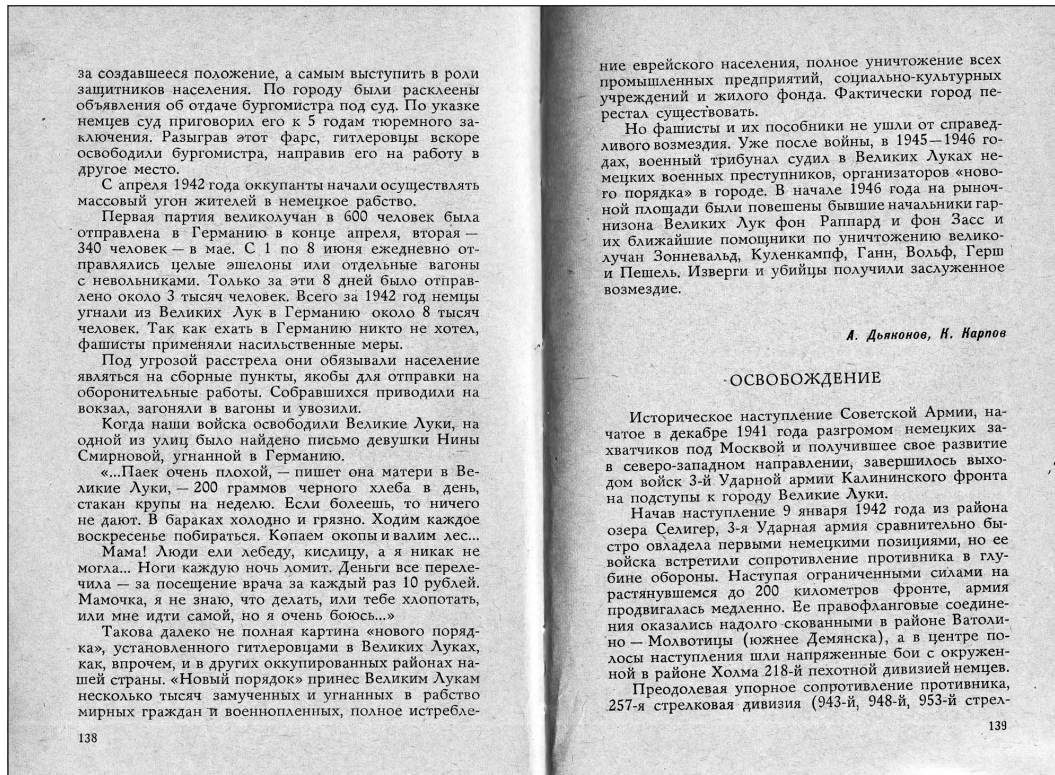 за создавшееся положение, а самым выступить в роли
защитников населения. По городу были расклеены
объявления об отдаче бургомистра под суд. По указке
немцев суд приговорил его к 5 годам тюремного за-
ключения. Разыграв этот фарс, гитлеровцы вскоре
освободили бургомистра, направив его на работу в
другое место.
С апреля 1942 года оккупанты начали осуществлять
массовый угон жителей в немецкое рабство.
Первая партия великолучан в 600 человек была
отправлена в Германию в конце апреля, вторая —
340 человек — в мае. С 1 по 8 июня ежедневно от-
правлялись целые эшелоны или отдельные вагоны
с невольниками. Только за эти 8 дней было отправ-
лено около 3 тысяч человек. Всего за 1942 год немцы
угнали из Великих Лук в Германию около 8 тысяч
человек. Так как ехать в Германию никто не хотел,
фашисты применяли насильственные меры.
Под угрозой расстрела они обязывали население
являться на сборные пункты, якобы для отправки на
оборонительные работы. Собравшихся приводили на
вокзал, загоняли в вагоны и увозили.
Когда наши войска освободили Великие Луки, на
одной из улиц было найдено письмо девушки Нины
Смирновой, угнанной в Германию.
«...Паек очень плохой, — пишет она матери в Ве-
ликие Луки, — 200 граммов черного хлеба в день,
стакан крупы на неделю. Если болеешь, то ничего
не дают. В бараках холодно и грязно. Ходим каждое
воскресенье побираться. Копаем окопы и валим лес...
Мама! Люди ели лебеду, кислицу, а я никак не
могла... Ноги каждую ночь ломит. Деньги все переле-
чила — за посещение врача за каждый раз 10 рублей.
Мамочка, я не знаю, что делать, или тебе хлопотать,
или мне идти самой, но я очень боюсь...»
Такова далеко не полная картина «нового поряд-
ка», установленного гитлеровцами в Великих Луках,
как, впрочем, и в других оккупированных районах на-
шей страны. «Новый порядок» принес Великим Лукам
несколько тысяч замученных и угнанных в рабство
мирных граждан и военнопленных, полное истребле-
138
ние еврейского населения, полное уничтожение всех
промышленных предприятий, социально-культурных
учреждений и жилого фонда. Фактически город пе-
рестал существовать.
Но фашисты и их пособники не ушли от справед-
ливого возмездия. Уже после войны, в 1945—1946 го-
дах, военный трибунал судил в Великих Луках не-
мецких военных преступников, организаторов «ново-
го порядка» в городе. В начале 1946 года на рыноч-
ной площади были повешены бывшие начальники гар-
низона Великих Лук фон Раппард и фон Засс и
их ближайшие помощники по уничтожению велико-
лучан Зонневальд, Куленкампф, Ганн, Вольф, Герш
и Пешель. Изверги и убийцы получили заслуженное
возмездие.
А. Дьяконов, К. Карпов
ОСВОБОЖДЕНИЕ
Историческое наступление Советской Армии, на-
чатое в декабре 1941 года разгромом немецких за-
хватчиков под Москвой и получившее свое развитие
в северо-западном направлении, завершилось выхо-
дом войск 3-й Ударной армии Калининского фронта
на подступы к городу Великие Луки.
Начав наступление 9 января 1942 года из района
озера Селигер, 3-я Ударная армия сравнительно бы-
стро овладела первыми немецкими позициями, но ее
войска встретили сопротивление противника в глу-
бине обороны. Наступая ограниченными силами на
растянувшемся до 200 километров фронте, армия
продвигалась медленно. Ее правофланговые соедине-
ния оказались надолго скованными в районе Ватоли-
но — Молвотицы (южнее Демянска), а в центре по-
лосы наступления шли напряженные бои с окружен-
ной в районе Холма 218-й пехотной дивизией немцев.
Преодолевая упорное сопротивление противника,
257-я стрелковая дивизия (943-й, 948-й, 953-й стрел-
139